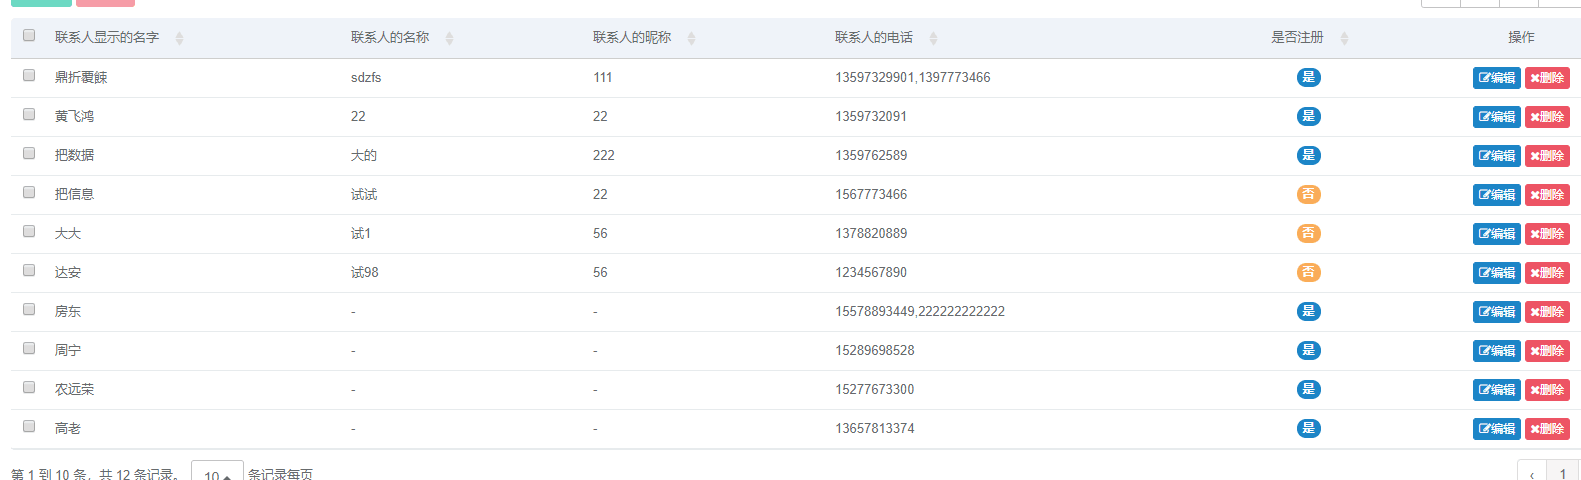 联系人显示的名字 联系人的名称 联系人的昵称 联系人的电话 是否注册 操作
鼎折覆餗 sdzfs 111 13597329901,1397773466 是 编辑 删除
黄飞鸿 22 22 1359732091 是 编辑 删除
把数据 大的 222 1359762589 是 编辑 删除
把信息 试试 22 1567773466 否 编辑 删除
大大 试1 56 1378820889 否 编辑 删除
达安 试98 56 1234567890 否 编辑 删除
房东 - - 15578893449,222222222222 是 编辑 删除
周宁 - - 15289698528 是 编辑 删除
农远荣 - - 15277673300 是 编辑 删除
高老 - - 13657813374 是 编辑 删除
第 1 到 10 条，共 12 条记录。 10 条记录每页 ‹ 1